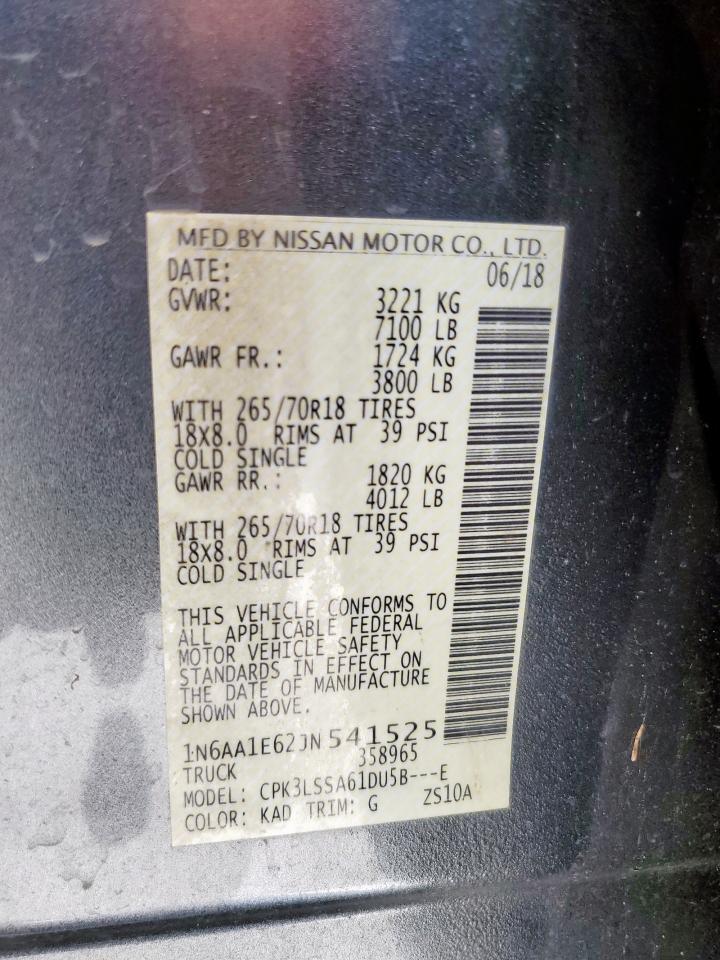 MFD BY NISSAN MOTOR CO., LTD.
DATE: 06/18
GVWR: 3221 KG
7100 LB
GAWR FR.: 1724 KG
3800 LB
WITH 265/70R18 TIRES
18X8.0 RIMS AT 39 PSI
COLD SINGLE
GAWR RR.: 1820 KG
4012 LB
WITH 265/70R18 TIRES
18X8.0 RIMS AT 39 PSI
COLD SINGLE
THIS VEHICLE CONFORMS TO
ALL APPLICABLE FEDERAL
MOTOR VEHICLE SAFETY
STANDARDS IN EFFECT ON
THE DATE OF MANUFACTURE
SHOWN ABOVE.
1N6AA1E62JN541525
TRUCK 358965
MODEL: CPK3LSSA61DU5B---E
COLOR: KAD TRIM: G ZS10A